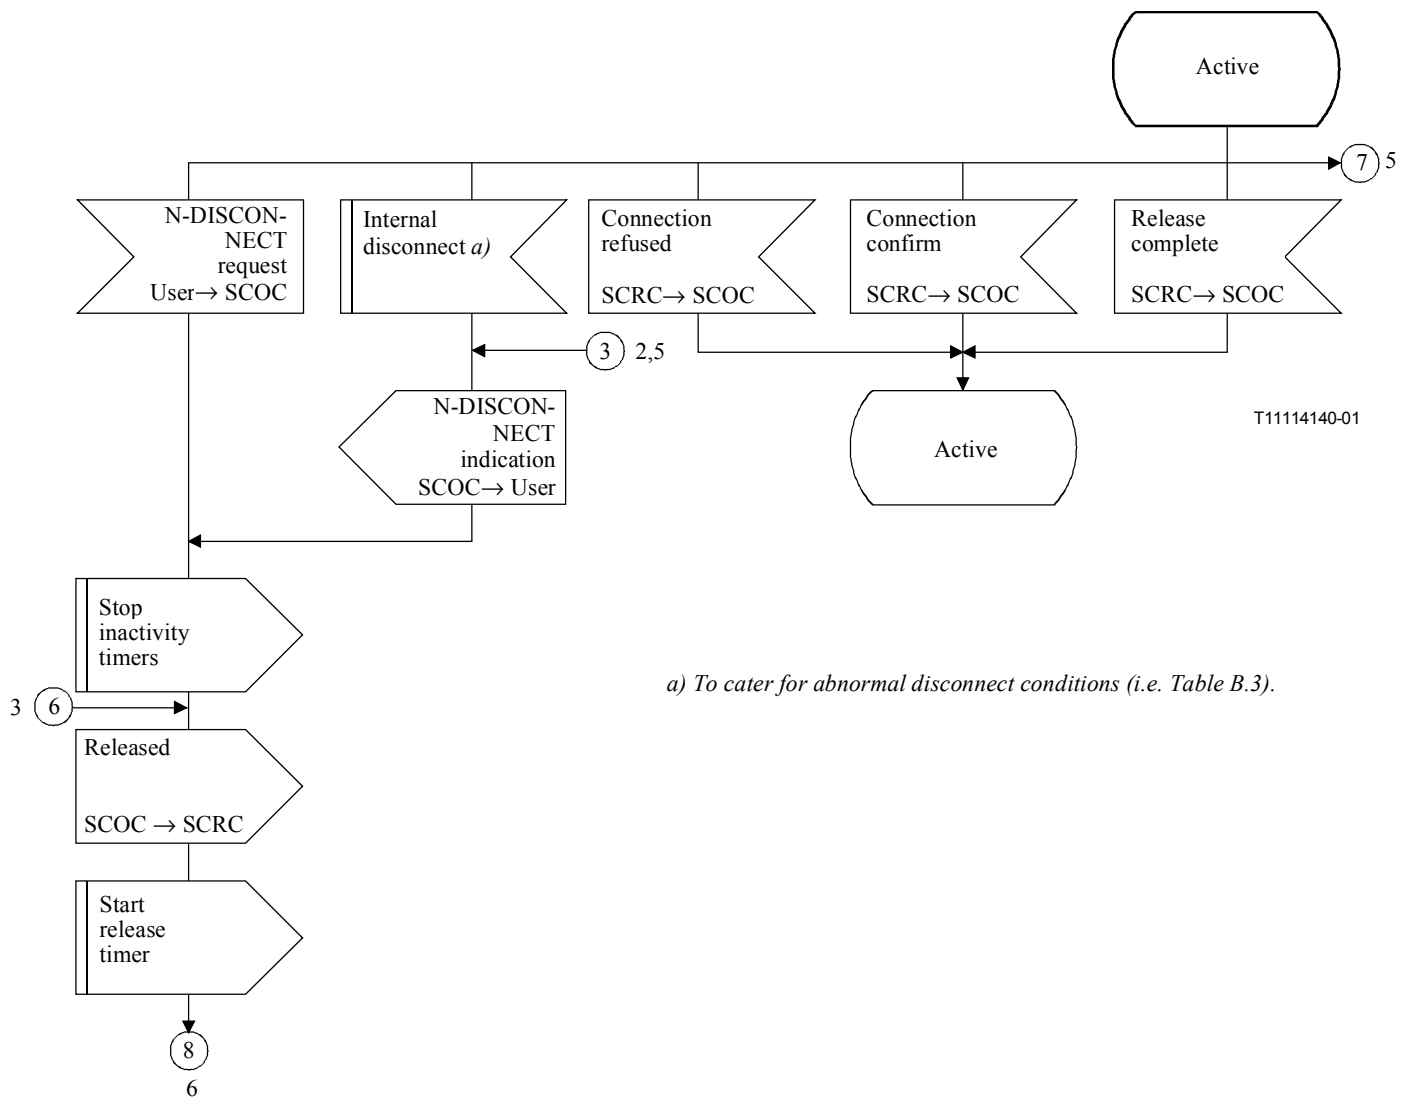 Active
7 5
N-DISCON-
NECT
request
User→ SCOC
Internal
disconnect a)
Connection
refused
SCRC→ SCOC
Connection
confirm
SCRC→ SCOC
Release
complete
SCRC→ SCOC
3 2,5
N-DISCON-
NECT
indication
SCOC→ User
Active
T11114140-01
Stop
inactivity
timers
a) To cater for abnormal disconnect conditions (i.e. Table B.3).
3 6
Released
SCOC → SCRC
Start
release
timer
8
6